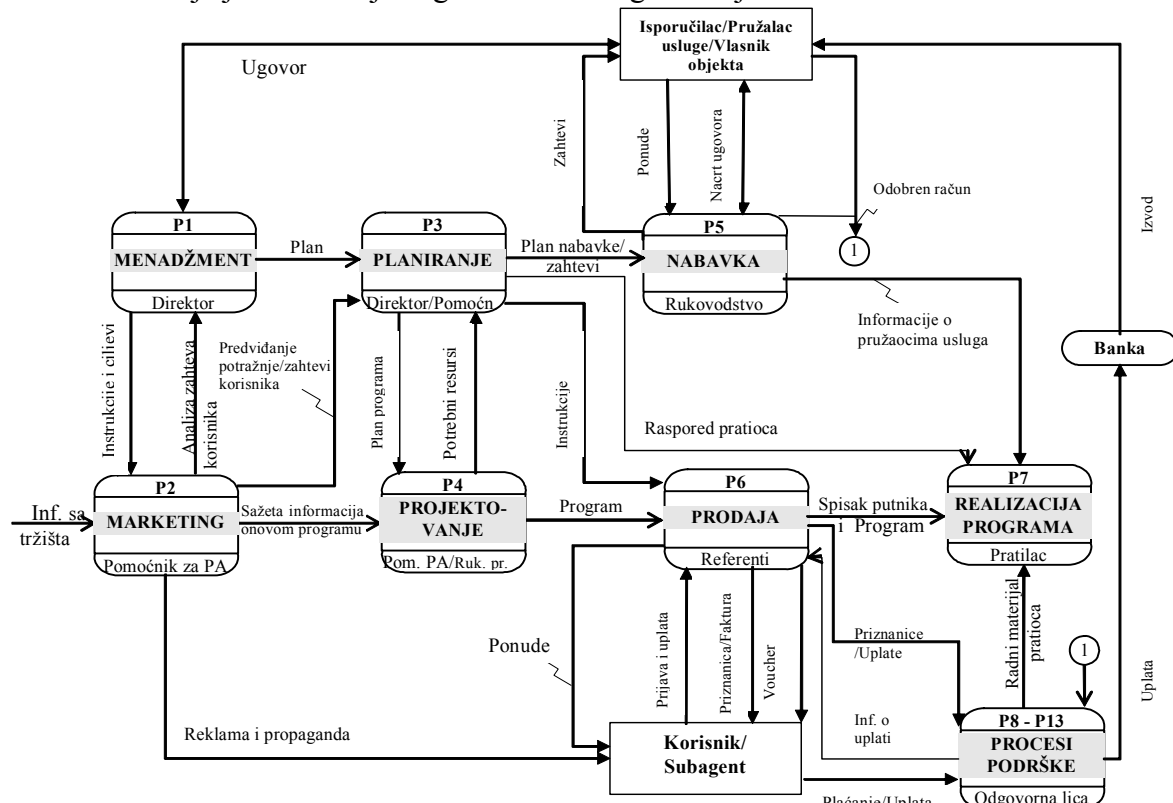 Isporučilac/Pružalac
usluge/Vlasnik
objekta
Ugovor
Zahtevi
Ponude
Nacrt ugovora
Odobren račun
1
Izvod
P1
MENADŽMENT
Direktor
Plan
P3
PLANIRANJE
Direktor/Pomoćn
Plan nabavke/
zahtevi
P5
NABAVKA
Rukovodstvo
Informacije o
pružaocima usluga
Banka
Instrukcije i cilievi
Analiza zahteva
korisnika
Predviđanje
potražnje/zahtevi
korisnika
Plan programa
Potrebni resursi
Instrukcije
Raspored pratioca
Inf. sa
tržišta
P2
MARKETING
Pomoćnik za PA
Sažeta informacija
onovom programu
P4
PROJEKTO-
VANJE
Pom. PA/Ruk. pr.
Program
P6
PRODAJA
Referenti
Spisak putnika
i Program
P7
REALIZACIJA
PROGRAMA
Pratilac
Ponude
Prijava i uplata
Priznanica/Faktura
Voucher
Priznanice
/Uplate
Radni materijal
pratioca
1
Uplata
Reklama i propaganda
Korisnik/
Subagent
Inf. o
uplati
P8 - P13
PROCESI
PODRŠKE
Odgovorna lica
Plaćanje/Uplata